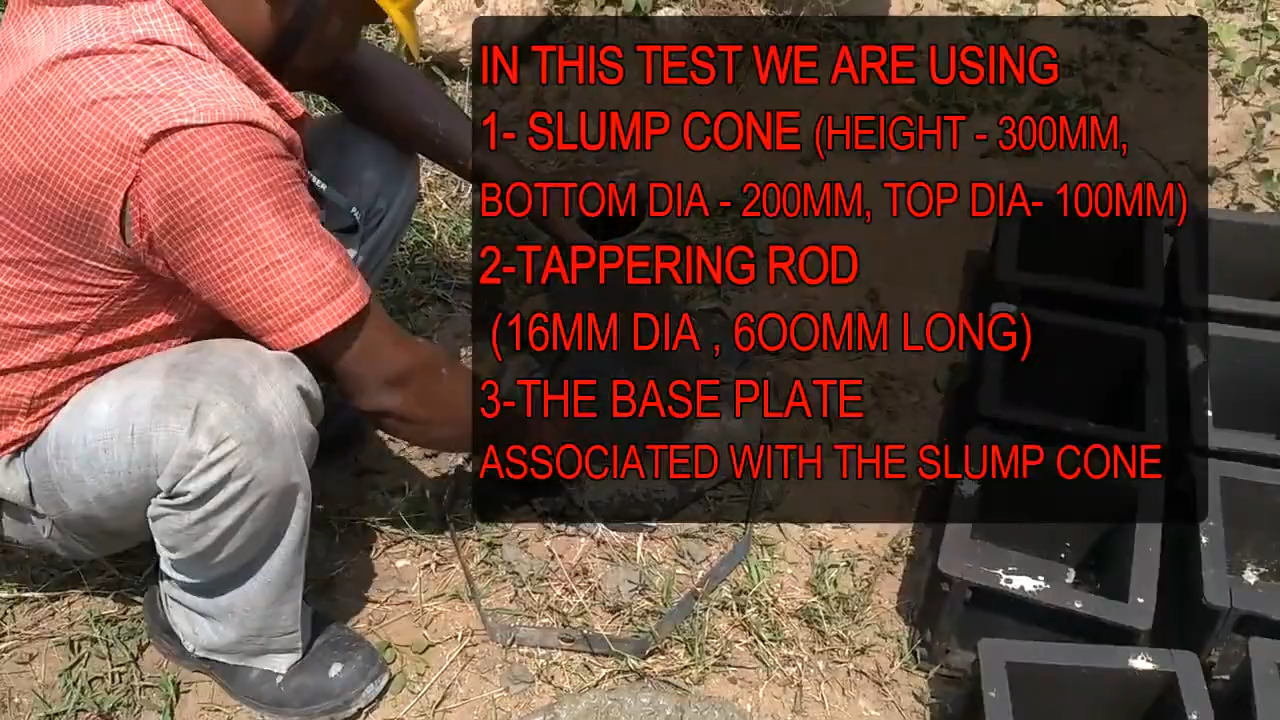 IN THIS TEST WE ARE USING
1- SLUMP CONE (HEIGHT - 300MM,
BOTTOM DIA - 200MM, TOP DIA- 100MM)
2-TAPPERING ROD
(16MM DIA , 6OOMM LONG)
3-THE BASE PLATE
ASSOCIATED WITH THE SLUMP CONE